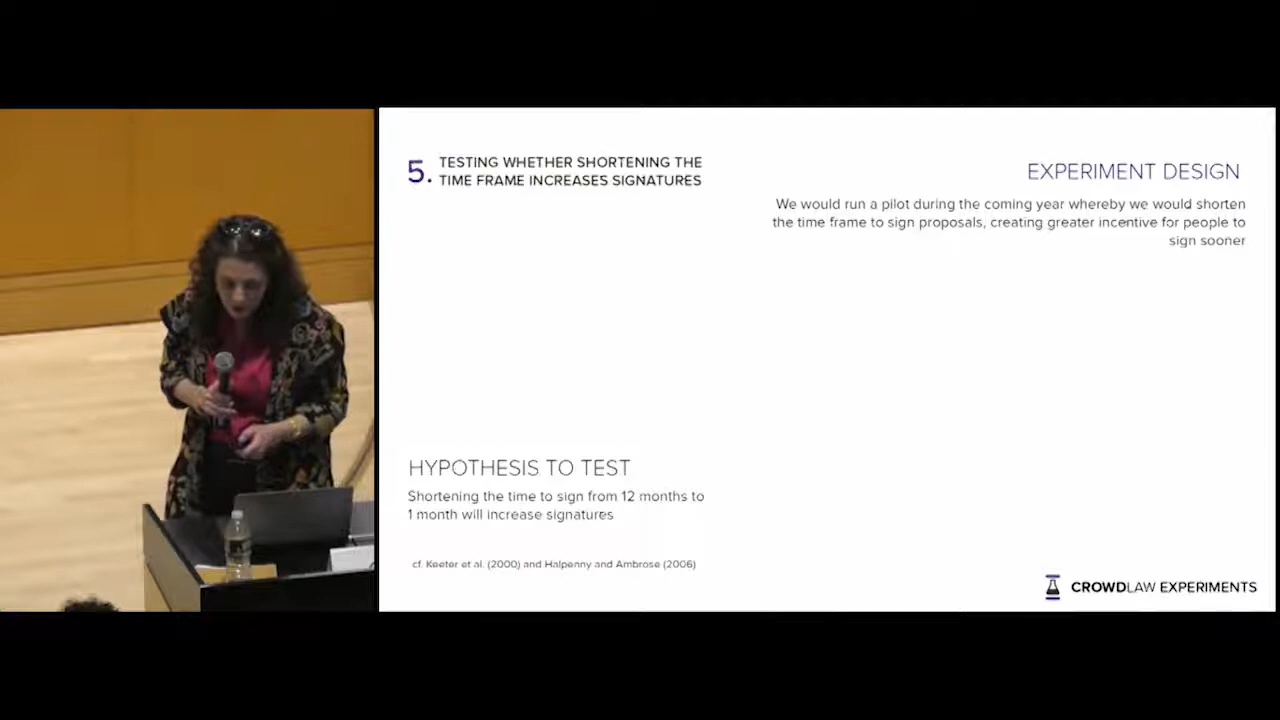 5. TESTING WHETHER SHORTENING THE
TIME FRAME INCREASES SIGNATURES
EXPERIMENT DESIGN
We would run a pilot during the coming year whereby we would shorten
the time frame to sign proposals, creating greater incentive for people to
sign sooner
HYPOTHESIS TO TEST
Shortening the time to sign from 12 months to
1 month will increase signatures
cf. Keeter et al. (2000) and Halpenny and Ambrose (2006)
CROWDLAW EXPERIMENTS